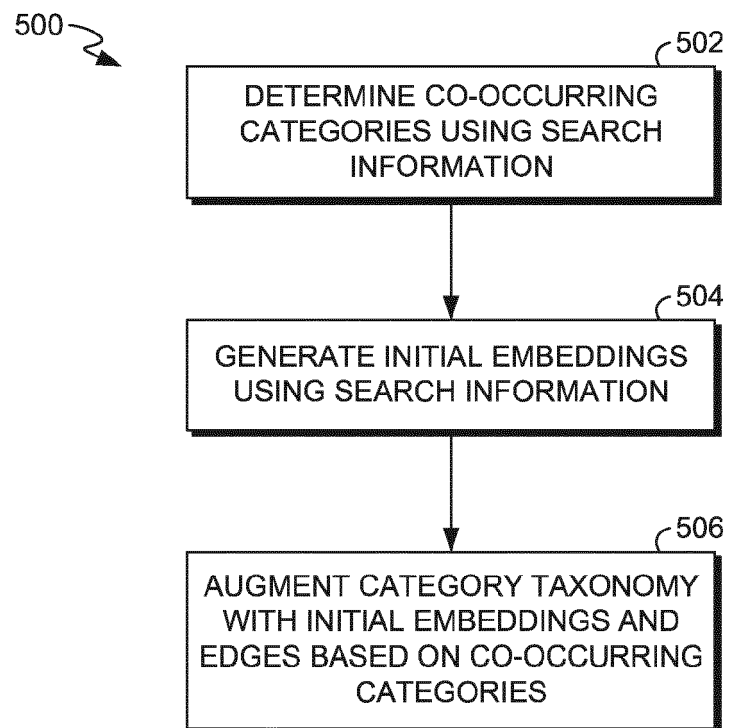 500
502
DETERMINE CO-OCCURRING
CATEGORIES USING SEARCH
INFORMATION
504
GENERATE INITIAL EMBEDDINGS
USING SEARCH INFORMATION
506
AUGMENT CATEGORY TAXONOMY
WITH INITIAL EMBEDDINGS AND
EDGES BASED ON CO-OCCURRING
CATEGORIES